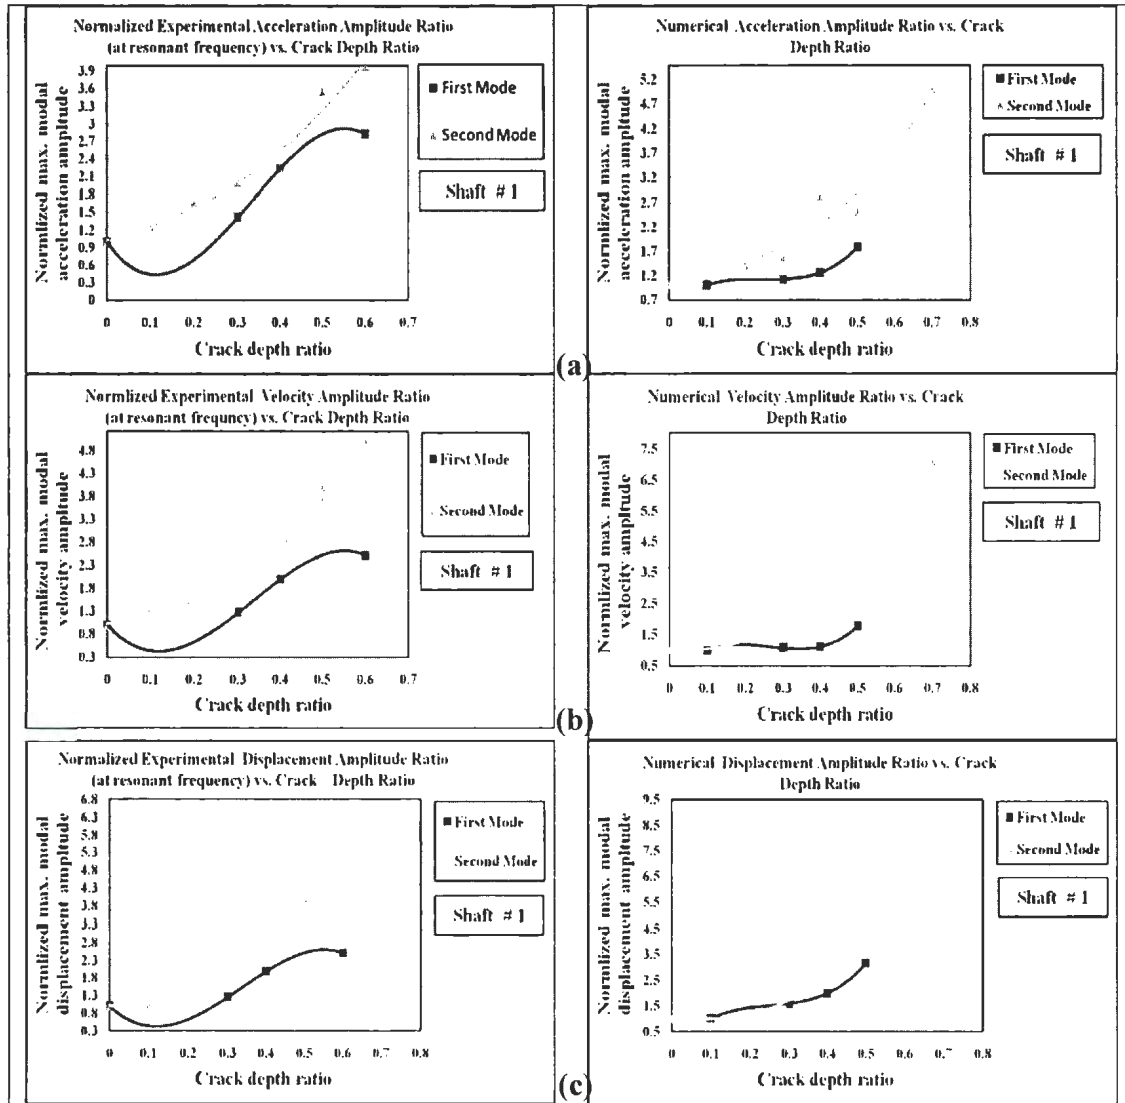 Normalized Experimental Acceleration Amplitude Ratio
(at resonant frequency) vs. Crack Depth Ratio
Normlized max. modal
acceleration ampltude
3.9
3.6
3.3
3
2.7
2.4
2.1
1.8
1.5
1.2
0.9
0.6
0.3
0
0 0.1 0.2 0.3 0.4 0.5 0.6 0.7
Crack depth ratio
First Mode
Second Mode
Shaft # 1
Numerical Acceleration Amplitude Ratio vs. Crack
Depth Ratio
Normlized max. modal
acceleration amplitude
5.2
4.7
4.2
3.7
3.2
2.7
2.2
1.7
1.2
0.7
0 0.1 0.2 0.3 0.4 0.5 0.6 0.7 0.8
Crack depth ratio
First Mode
Second Mode
Shaft # 1
(a)
Normlized Experimental Velocity Amplitude Ratio
(at resonant frequncy) vs. Crack Depth Ratio
Normlized max. modal
velocity ampltude
4.8
4.3
3.8
3.3
2.8
2.3
1.8
1.3
0.8
0.3
0 0.1 0.2 0.3 0.4 0.5 0.6 0.7
Crack depth ratio
First Mode
Second Mode
Shaft # 1
Numerical Velocity Amplitude Ratio vs. Crack
Depth Ratio
Normlized max. modal
velocity amplitude
7.5
6.5
5.5
4.5
3.5
2.5
1.5
0.5
0 0.1 0.2 0.3 0.4 0.5 0.6 0.7 0.8
Crack depth ratio
First Mode
Second Mode
Shaft # 1
(b)
Normlized Experimental Displacement Amplitude Ratio
(at resonant frequency) vs. Crack Depth Ratio
Normlized max. modal
displacement ampltude
6.8
6.3
5.8
5.3
4.8
4.3
3.8
3.3
2.8
2.3
1.8
1.3
0.8
0.3
0 0.1 0.2 0.3 0.4 0.5 0.6 0.7 0.8
Crack depth ratio
First Mode
Second Mode
Shaft # 1
Numerical Displacement Amplitude Ratio vs. Crack
Depth Ratio
Normlized max. modal
displacement amplitude
9.5
8.5
7.5
6.5
5.5
4.5
3.5
2.5
1.5
0.5
0 0.1 0.2 0.3 0.4 0.5 0.6 0.7 0.8
Crack depth ratio
First Mode
Second Mode
Shaft # 1
(c)